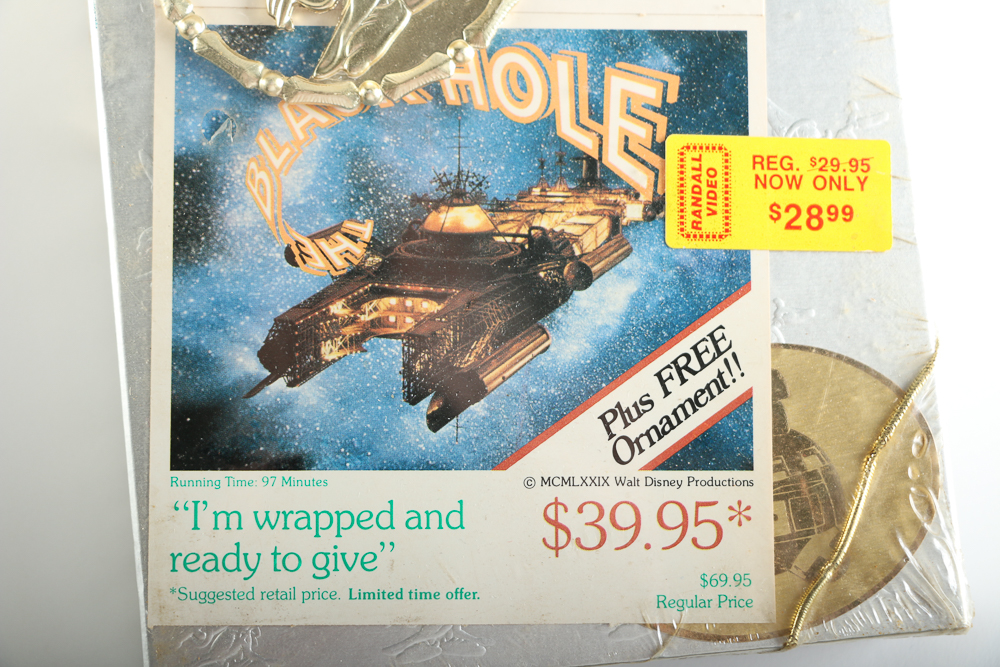 THE BLACK HOLE
RANDALL
VIDEO
REG. $29.95
NOW ONLY
$28 99
Plus FREE
Ornament!!
Running Time: 97 Minutes
© MCMLXXIX Walt Disney Productions
“I’m wrapped and
ready to give”
$39.95*
*Suggested retail price. Limited time offer.
$69.95
Regular Price